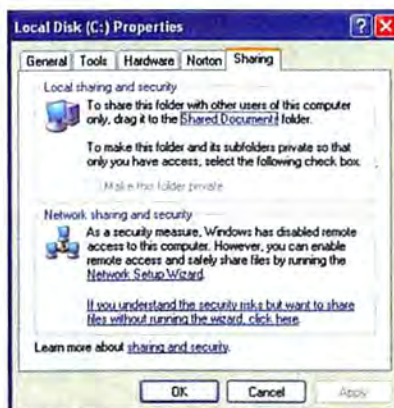 Local Disk (C:) Properties
General Tools Hardware Norton Sharing
Local sharing and security
To share this folder with other users of this computer
only, drag it to the Shared Documents folder.
To make this folder and its subfolders private so that
only you have access, select the following check box.
Make this folder private
Network sharing and security
As a security measure, Windows has disabled remote
access to this computer. However, you can enable
remote access and safely share files by running the
Network Setup Wizard.
If you understand the security risks but want to share
files without running the wizard, click here.
Learn more about sharing and security.
OK Cancel Apply